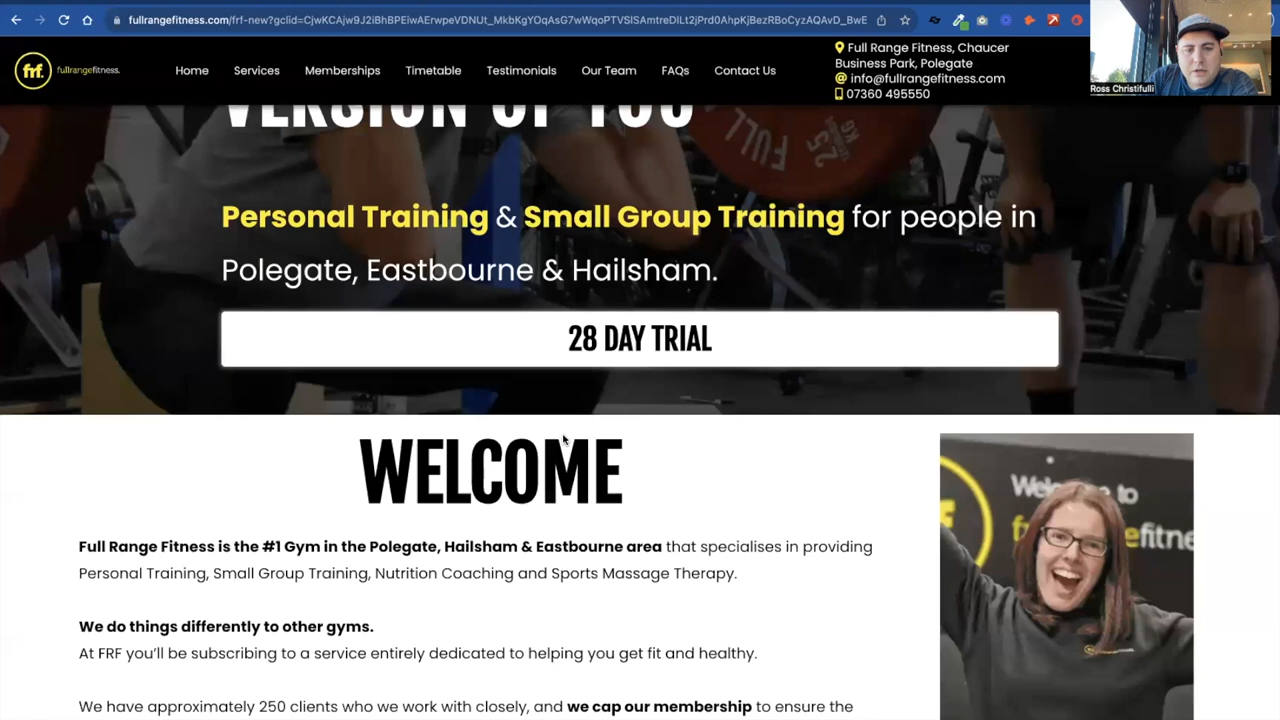 fullrangefitness.com/frf-new?gclid=CjwKCAjw9J2iBhBPEiwAErwpeVDNUt_MkbKgYOqAsG7wWqoPTVSISAmtreDILt2jPrd0AhpKjBezRBoCyzAQAvD_BwE
frf. fullrangefitness.
Home Services Memberships Timetable Testimonials Our Team FAQs Contact Us
Full Range Fitness, Chaucer
Business Park, Polegate
info@fullrangefitness.com
07360 495550
Ross Christifulli
VERSION OF YOU
FULL
25
KG
Personal Training & Small Group Training for people in
Polegate, Eastbourne & Hailsham.
28 DAY TRIAL
WELCOME
Full Range Fitness is the #1 Gym in the Polegate, Hailsham & Eastbourne area that specialises in providing
Personal Training, Small Group Training, Nutrition Coaching and Sports Massage Therapy.
We do things differently to other gyms.
At FRF you'll be subscribing to a service entirely dedicated to helping you get fit and healthy.
We have approximately 250 clients who we work with closely, and we cap our membership to ensure the